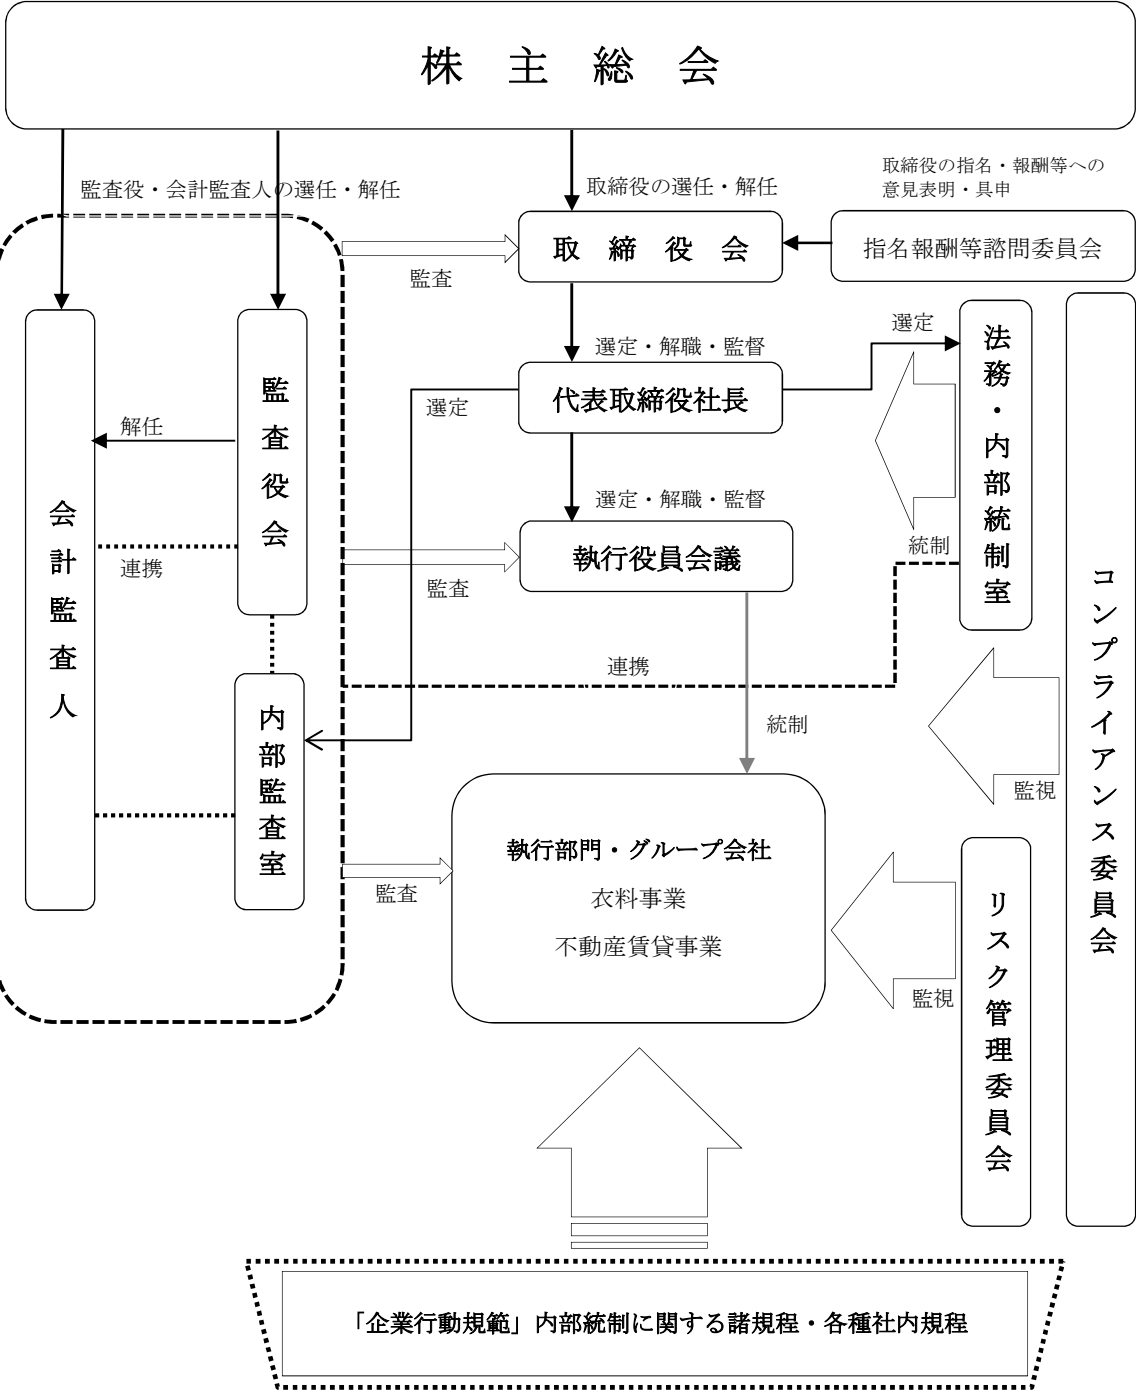 株 主 総 会
監査役・会計監査人の選任・解任
取締役の選任・解任
取締役の指名・報酬等への
意見表明・具申
取 締 役 会
指名報酬等諮問委員会
監査
選定・解職・監督
選定
代表取締役社長
選定
法務・内部統制室
監査役会
解任
会計監査人
連携
選定・解職・監督
執行役員会議
監査
統制
コンプライアンス委員会
連携
内部監査室
統制
監視
執行部門・グループ会社
衣料事業
不動産賃貸事業
監査
リスク管理委員会
監視
「企業行動規範」内部統制に関する諸規程・各種社内規程